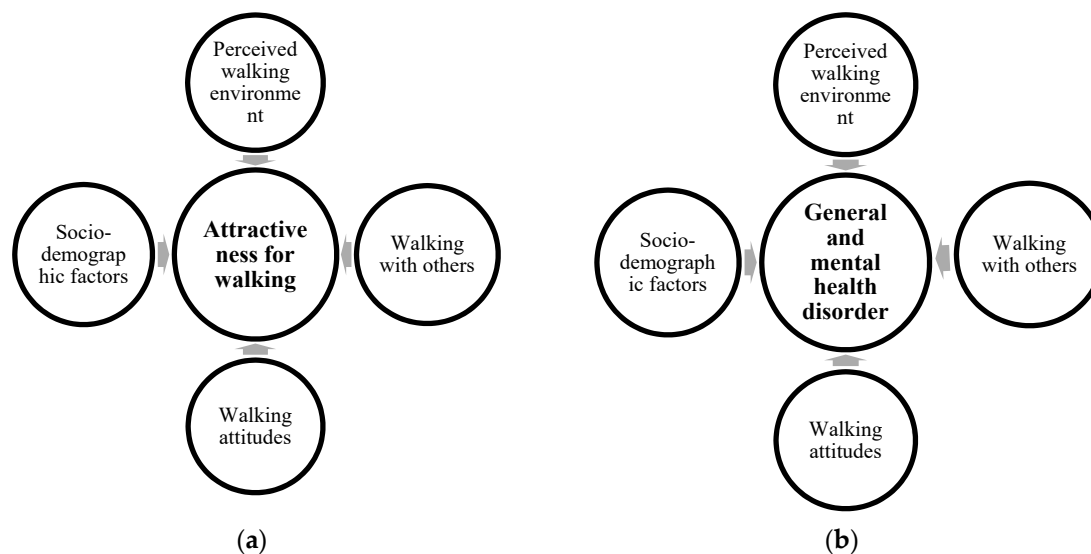 Perceived
walking
environme
nt
Socio-
demograp
hic factors
Attractive
ness for
walking
Walking
with others
Walking
attitudes
(a)
Perceived
walking
environme
nt
Socio-
demograph
ic factors
General
and
mental
health
disorder
Walking
with others
Walking
attitudes
(b)